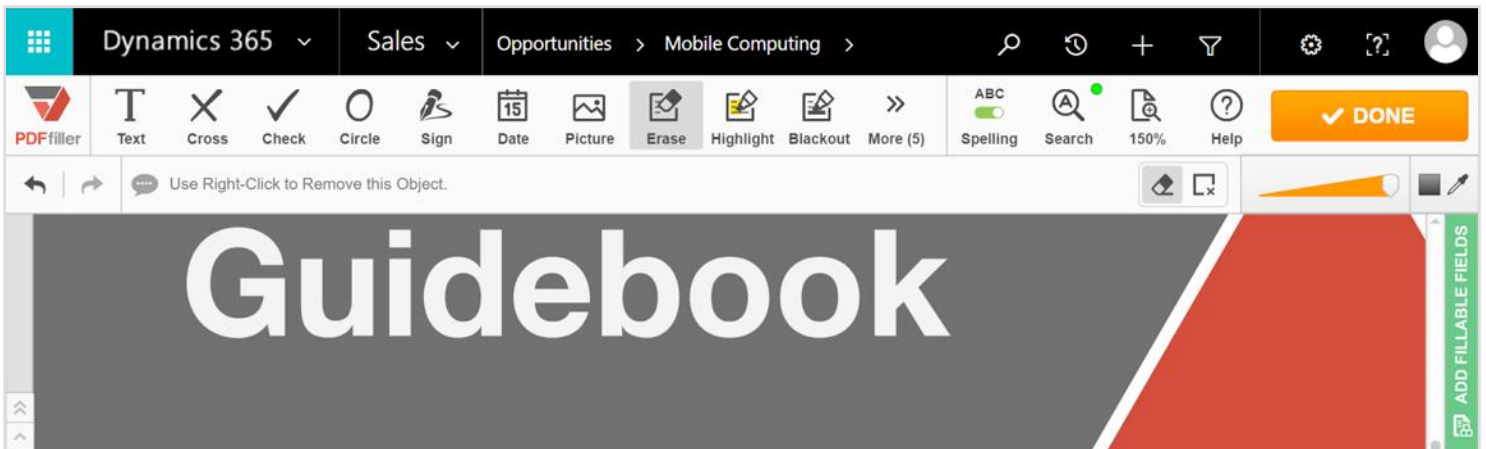 Dynamics 365 Sales Opportunities > Mobile Computing >
PDFfiller Text Cross Check Circle Sign 15 Date Picture Erase Highlight Blackout More (5) ABC Spelling A Search 150% Help DONE
Use Right-Click to Remove this Object.
Guidebook
ADD FILLABLE FIELDS